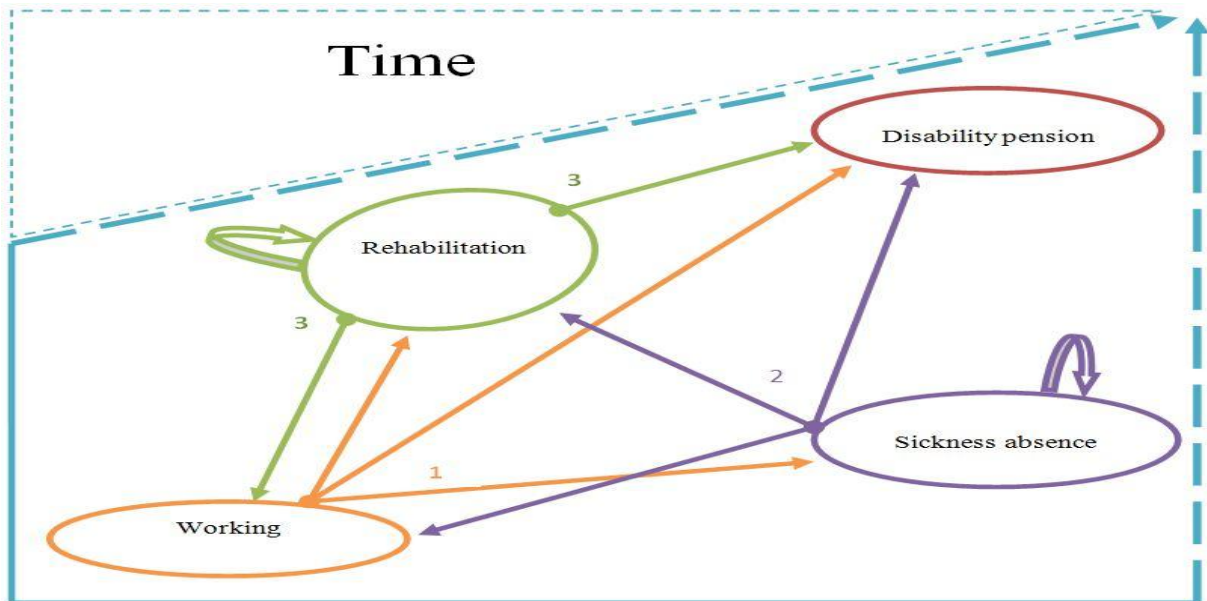 Time
Disability pension
3
Rehabilitation
3
2
Sickness absence
1
Working